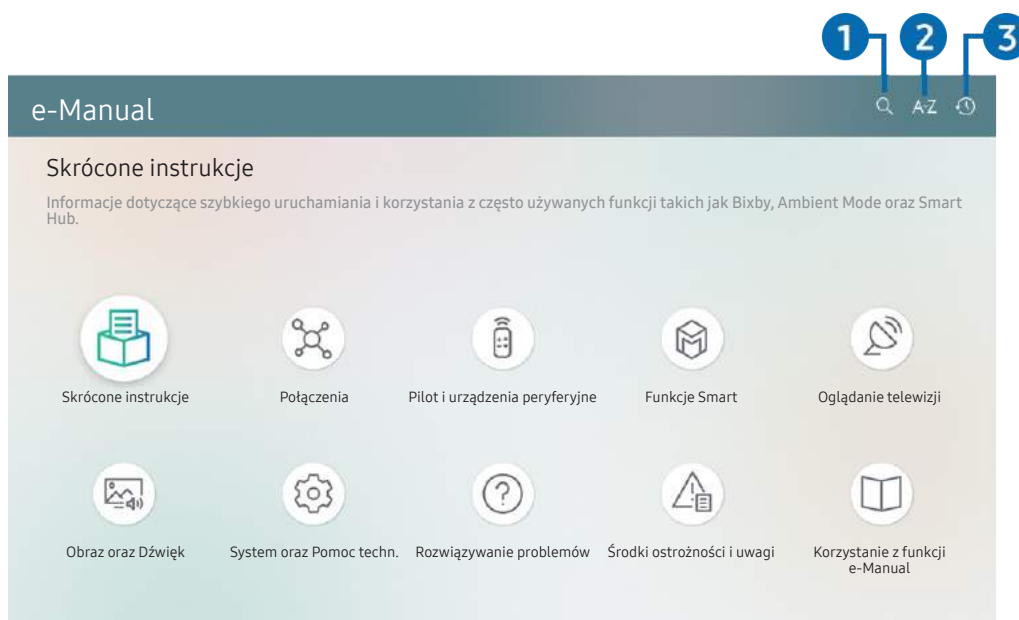 1 2 3
e-Manual
A-Z
Skrócone instrukcje
Informacje dotyczące szybkiego uruchamiania i korzystania z często używanych funkcji takich jak Bixby, Ambient Mode oraz Smart
Hub.
Skrócone instrukcje
Połączenia
Pilot i urządzenia peryferyjne
Funkcje Smart
Oglądanie telewizji
Obraz oraz Dźwięk
System oraz Pomoc techn.
Rozwiązywanie problemów
Środki ostrożności i uwagi
Korzystanie z funkcji
e-Manual